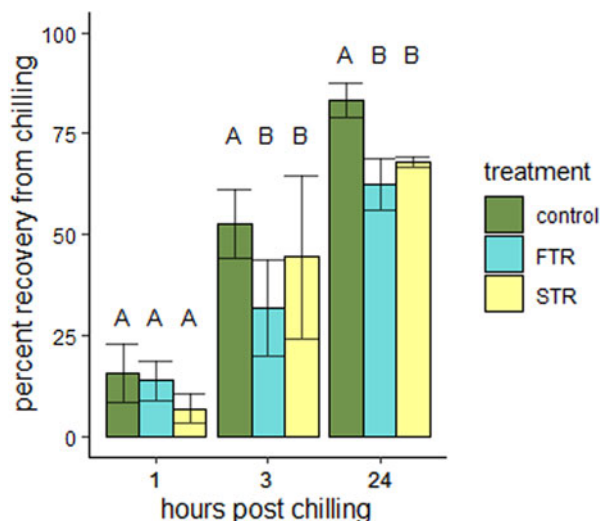 percent recovery from chilling
100
75
50
25
0
A B B
A B B
A A A
1 3 24
hours post chilling
treatment
control
FTR
STR